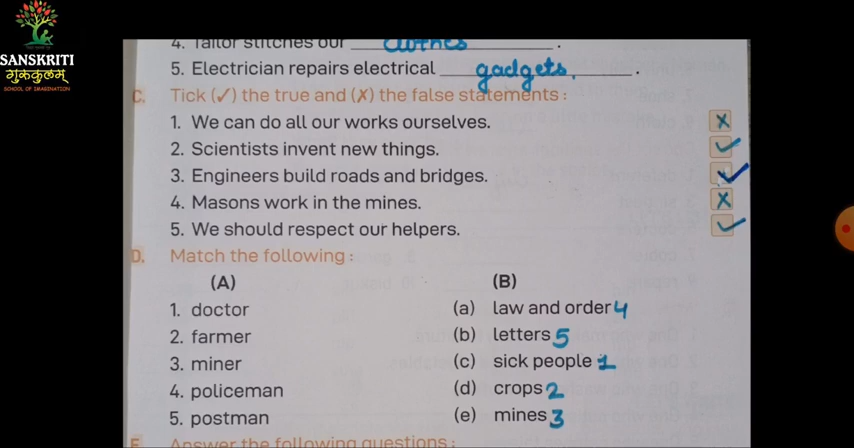 SANSKRITI
गुरुकुलम्
SCHOOL OF IMAGINATION
4. Tailor stitches our clothes.
5. Electrician repairs electrical gadgets.
C. Tick (✓) the true and (✗) the false statements :
1. We can do all our works ourselves. ✗
2. Scientists invent new things. ✓
3. Engineers build roads and bridges. ✓
4. Masons work in the mines. ✗
5. We should respect our helpers. ✓
D. Match the following :
(A) (B)
1. doctor (a) law and order 4
2. farmer (b) letters 5
3. miner (c) sick people 1
4. policeman (d) crops 2
5. postman (e) mines 3
E. Answer the following questions :